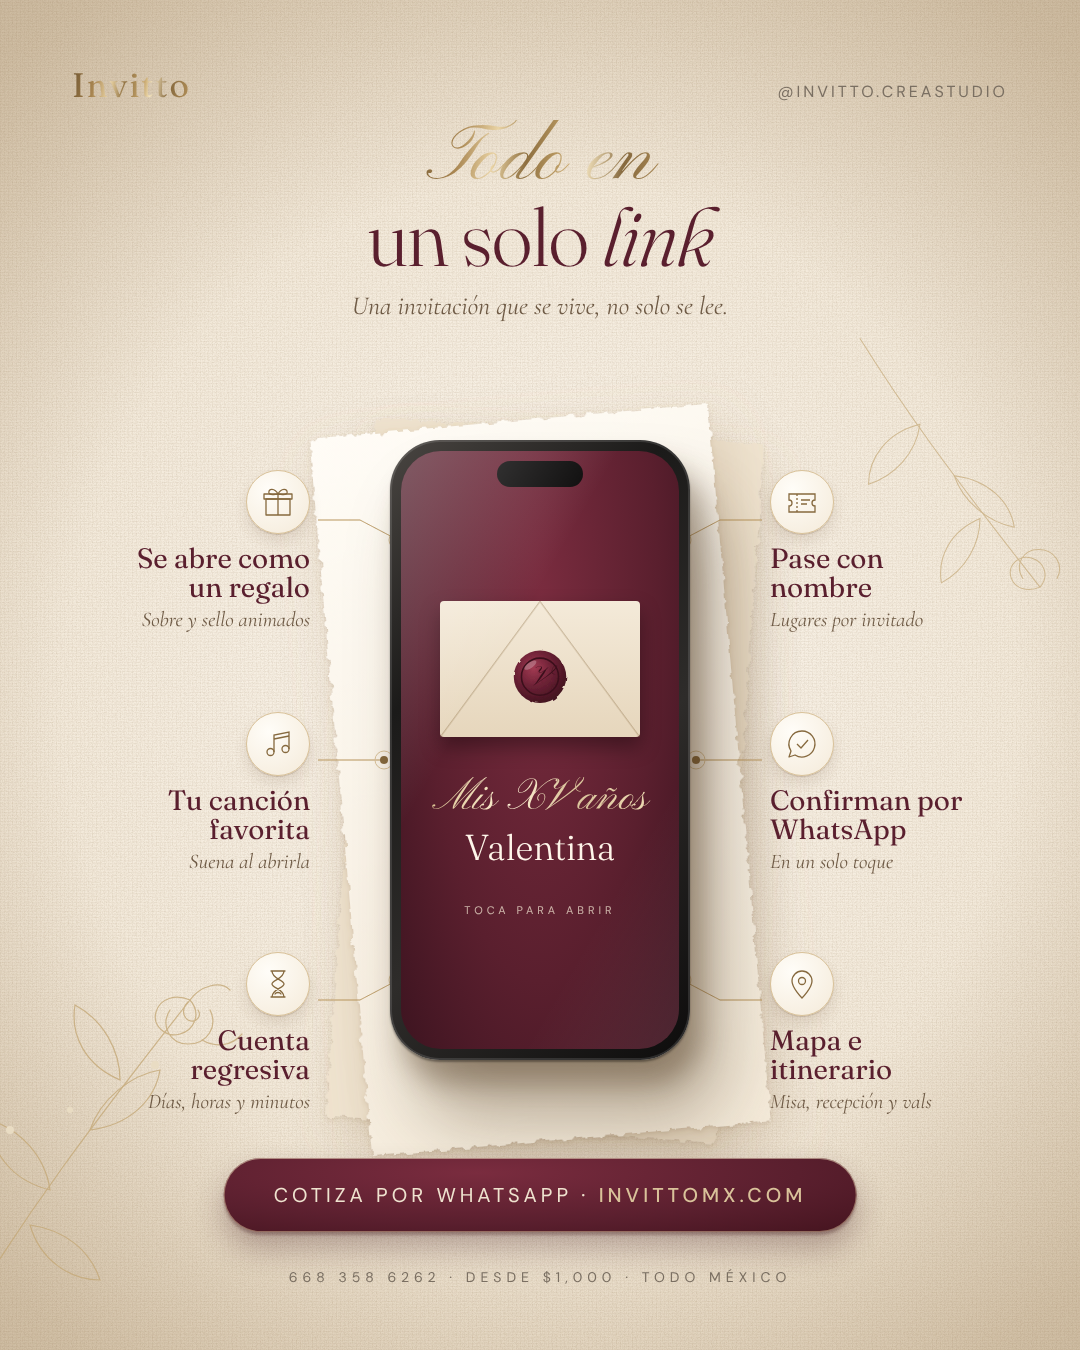 Invitto
@INVITTO.CREASTUDIO
Todo en
un solo link
Una invitación que se vive, no solo se lee.
Se abre como
un regalo
Sobre y sello animados
Pase con
nombre
Lugares por invitado
Tu canción
favorita
Suena al abrirla
Confirman por
WhatsApp
En un solo toque
Mis XV años
Valentina
TOCA PARA ABRIR
Cuenta
regresiva
Días, horas y minutos
Mapa e
itinerario
Misa, recepción y vals
COTIZA POR WHATSAPP · INVITTOMX.COM
668 358 6262 · DESDE $1,000 · TODO MÉXICO